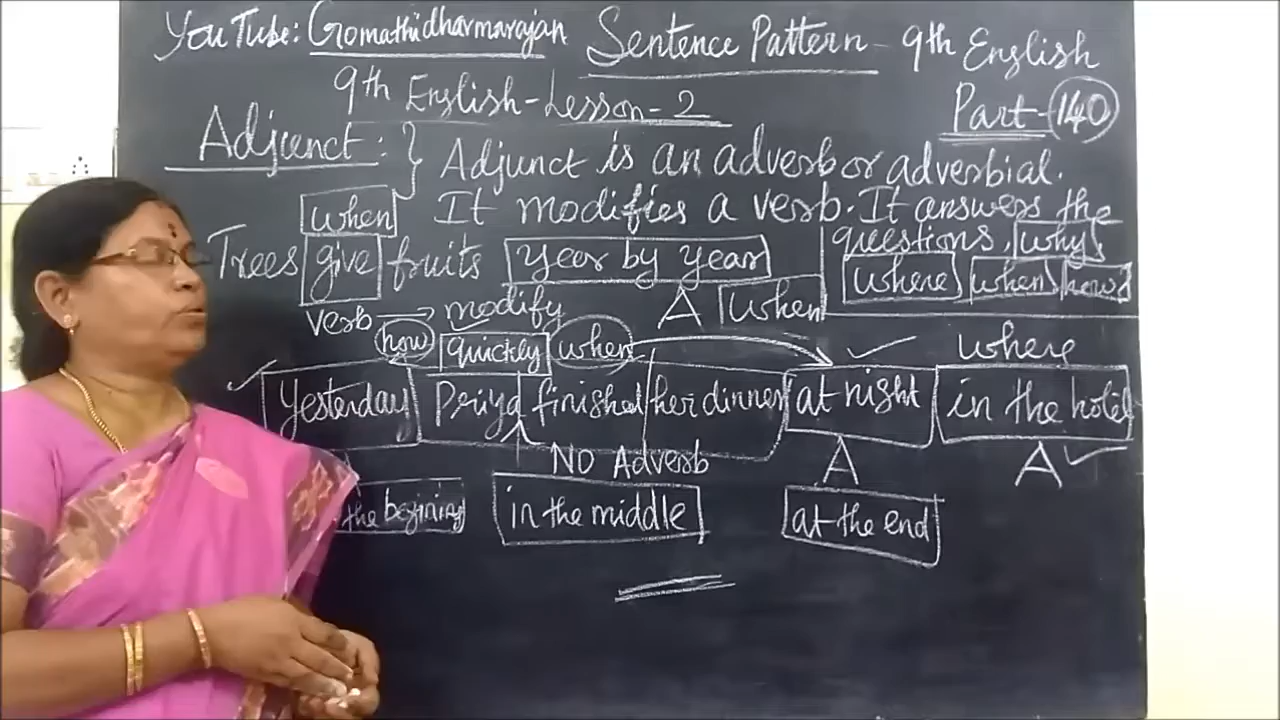 YouTube: Gomathidharmarajan Sentence Pattern - 9th English
9th English - Lesson - 2 Part - 140
Adjunct : } Adjunct is an adverb or adverbial.
when It modifies a verb. It answers the
Trees give fruits year by year questions, why,
where, when, how?
verb → modify A When
how quickly when where
Yesterday Priya finished her dinner at night in the hotel
No Adverb A A
the begining in the middle at the end